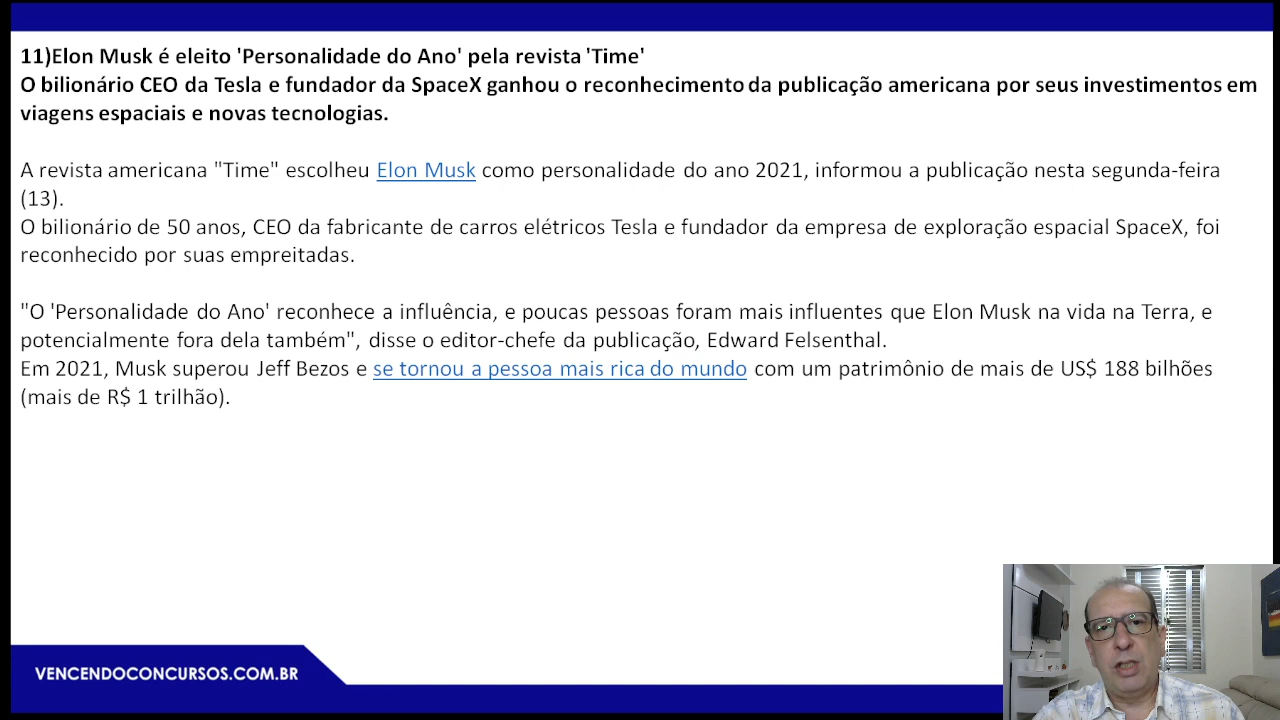 11)Elon Musk é eleito 'Personalidade do Ano' pela revista 'Time'
O bilionário CEO da Tesla e fundador da SpaceX ganhou o reconhecimento da publicação americana por seus investimentos em
viagens espaciais e novas tecnologias.
A revista americana "Time" escolheu Elon Musk como personalidade do ano 2021, informou a publicação nesta segunda-feira
(13).
O bilionário de 50 anos, CEO da fabricante de carros elétricos Tesla e fundador da empresa de exploração espacial SpaceX, foi
reconhecido por suas empreitadas.
"O 'Personalidade do Ano' reconhece a influência, e poucas pessoas foram mais influentes que Elon Musk na vida na Terra, e
potencialmente fora dela também", disse o editor-chefe da publicação, Edward Felsenthal.
Em 2021, Musk superou Jeff Bezos e se tornou a pessoa mais rica do mundo com um patrimônio de mais de US$ 188 bilhões
(mais de R$ 1 trilhão).
VENCENDOCONCURSOS.COM.BR